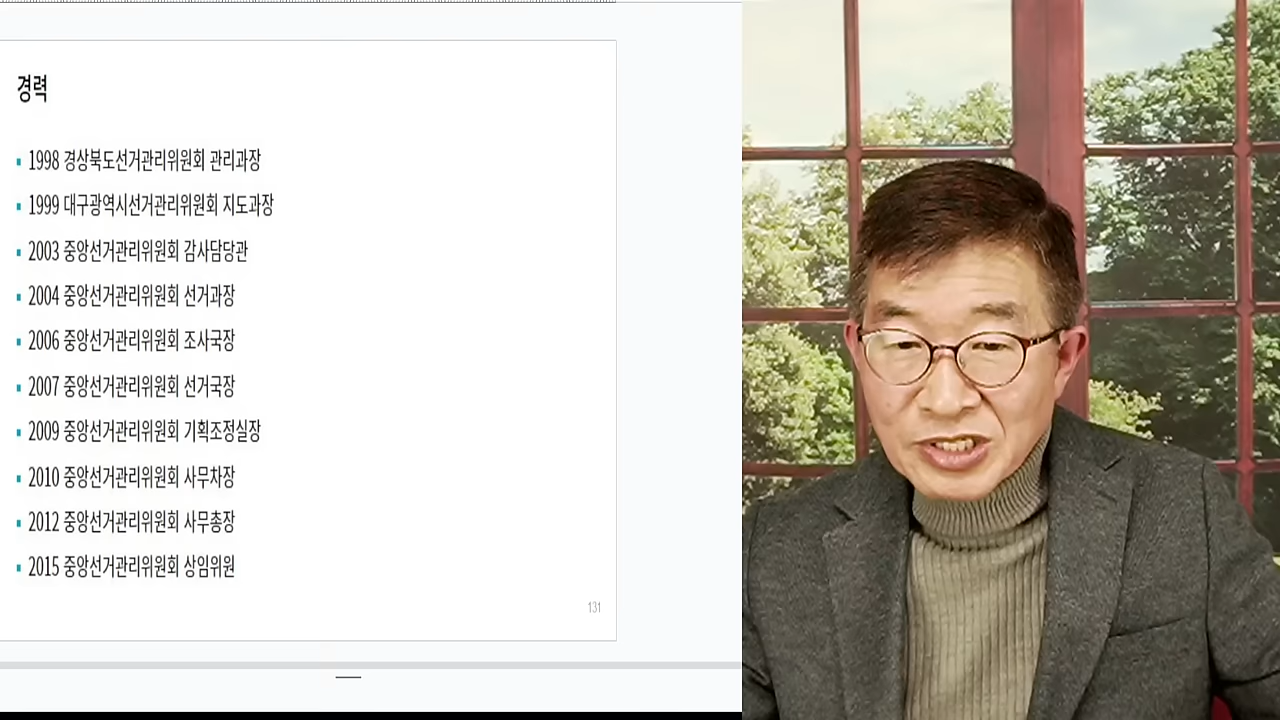 경력
1998 경상북도선거관리위원회 관리과장
1999 대구광역시선거관리위원회 지도과장
2003 중앙선거관리위원회 감사담당관
2004 중앙선거관리위원회 선거과장
2006 중앙선거관리위원회 조사국장
2007 중앙선거관리위원회 선거국장
2009 중앙선거관리위원회 기획조정실장
2010 중앙선거관리위원회 사무차장
2012 중앙선거관리위원회 사무총장
2015 중앙선거관리위원회 상임위원
131